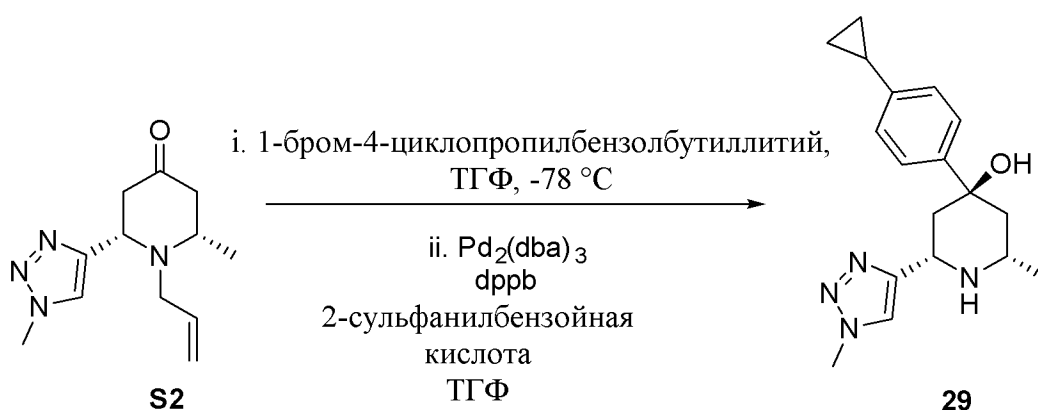 i. 1-бром-4-циклопропилбензолбутиллитий,
ТГФ, -78 °C
ii. Pd2(dba)3
dppb
2-сульфанилбензойная
кислота
ТГФ
O
N
N
N
N
S2
OH
N
N
N
N
H
29